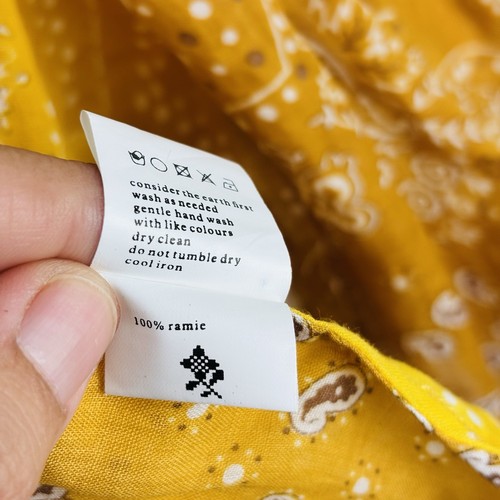 consider the earth first
wash as needed
gentle hand wash
with like colours
dry clean
do not tumble dry
cool iron
100% ramie